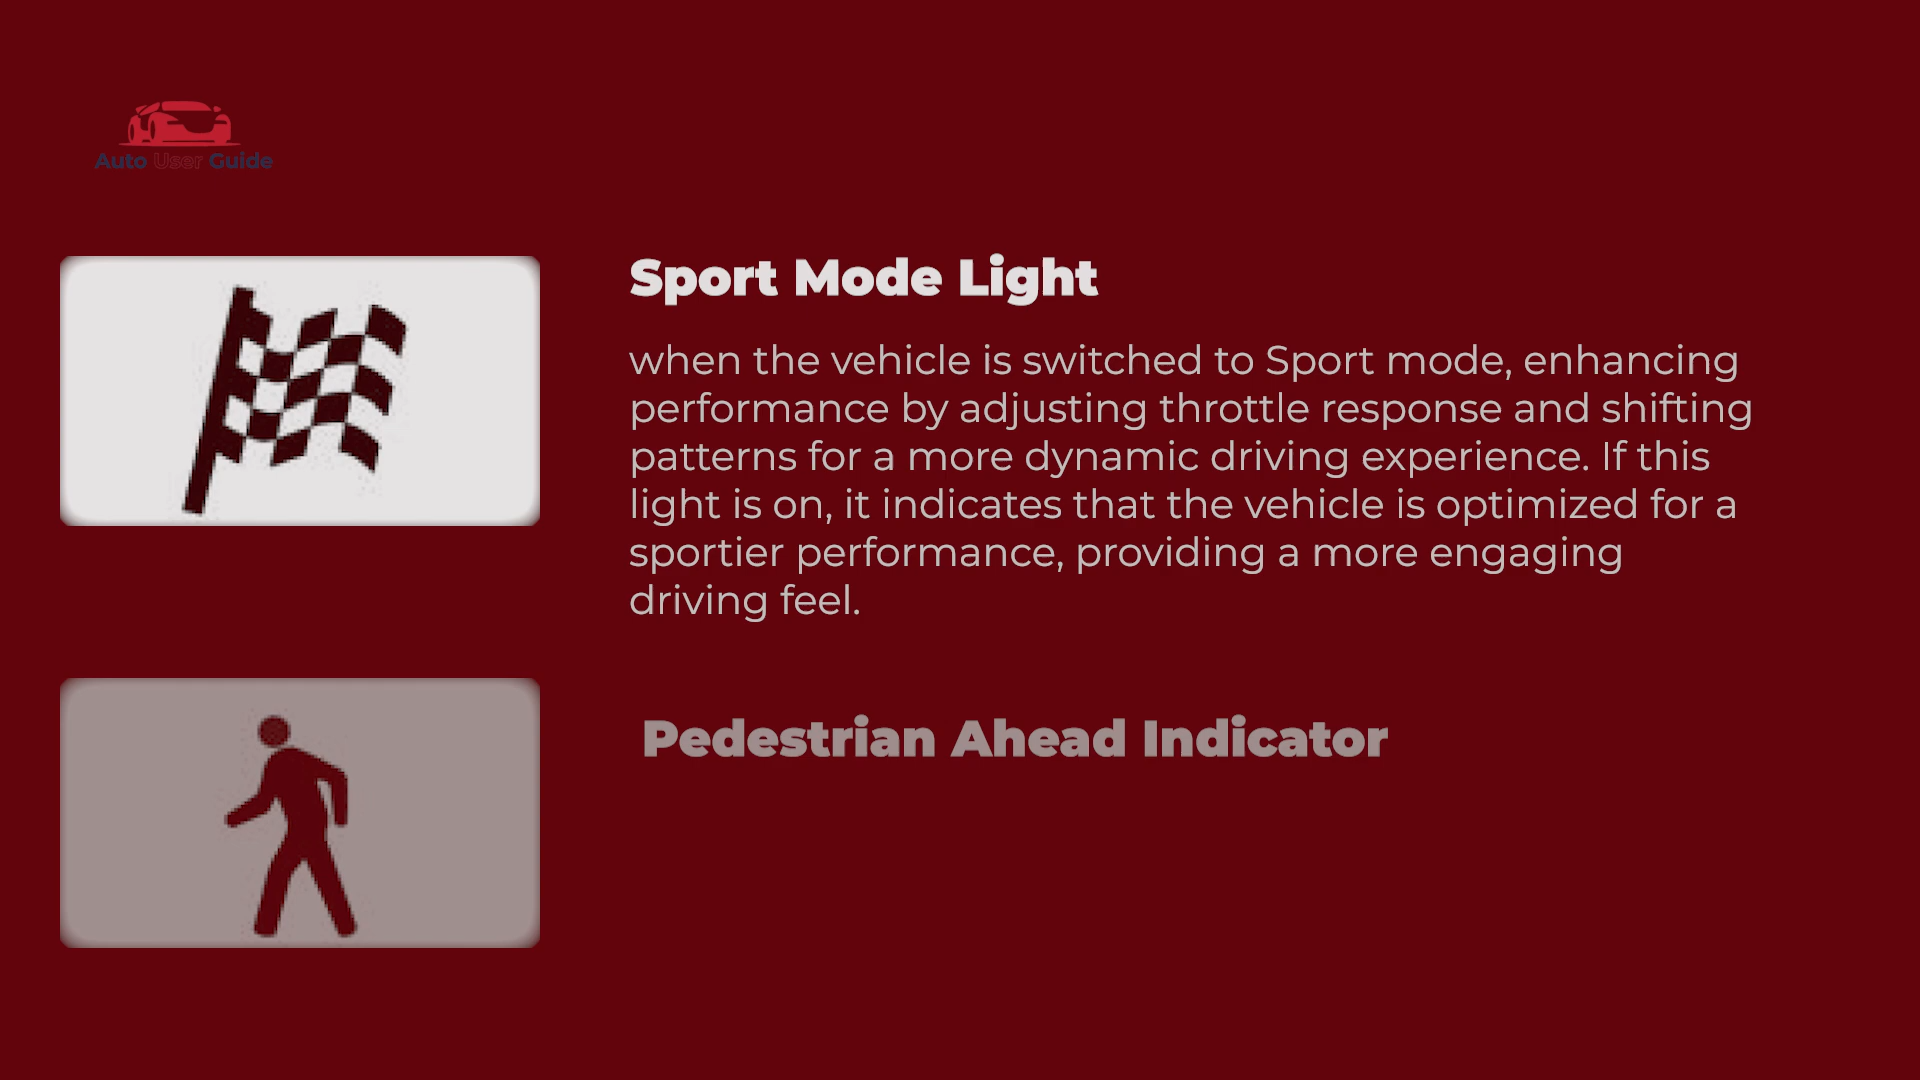 Auto User Guide
Sport Mode Light
when the vehicle is switched to Sport mode, enhancing
performance by adjusting throttle response and shifting
patterns for a more dynamic driving experience. If this
light is on, it indicates that the vehicle is optimized for a
sportier performance, providing a more engaging
driving feel.
Pedestrian Ahead Indicator